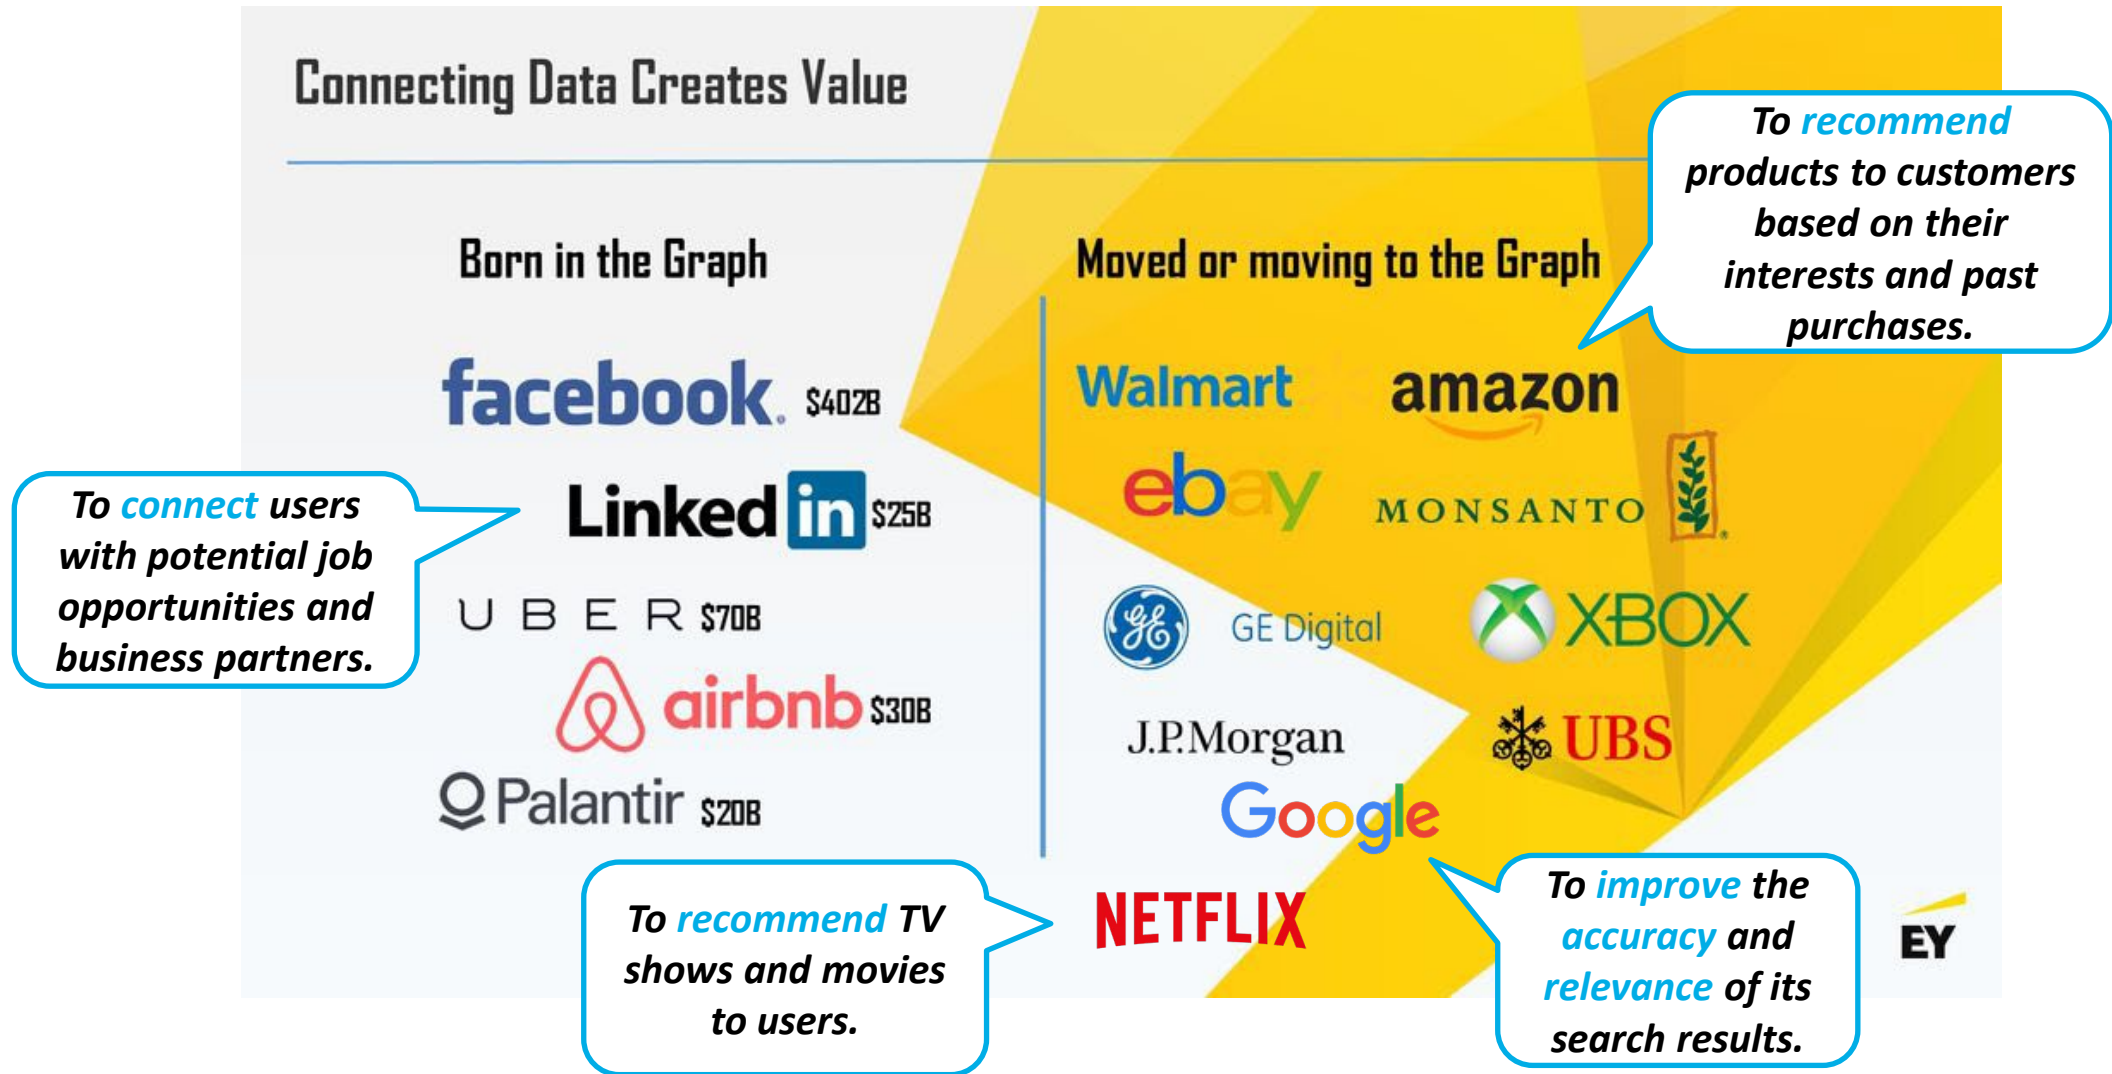 Connecting Data Creates Value
To recommend
products to customers
based on their
interests and past
purchases.
Born in the Graph
facebook® $402B
Linked in $25B
UBER $70B
airbnb $30B
Palantir $20B
To connect users
with potential job
opportunities and
business partners.
Moved or moving to the Graph
Walmart
amazon
ebay
MONSANTO ®
GE
GE Digital
XBOX
J.P.Morgan
UBS
Google
NETFLIX
To recommend TV
shows and movies
to users.
To improve the
accuracy and
relevance of its
search results.
EY